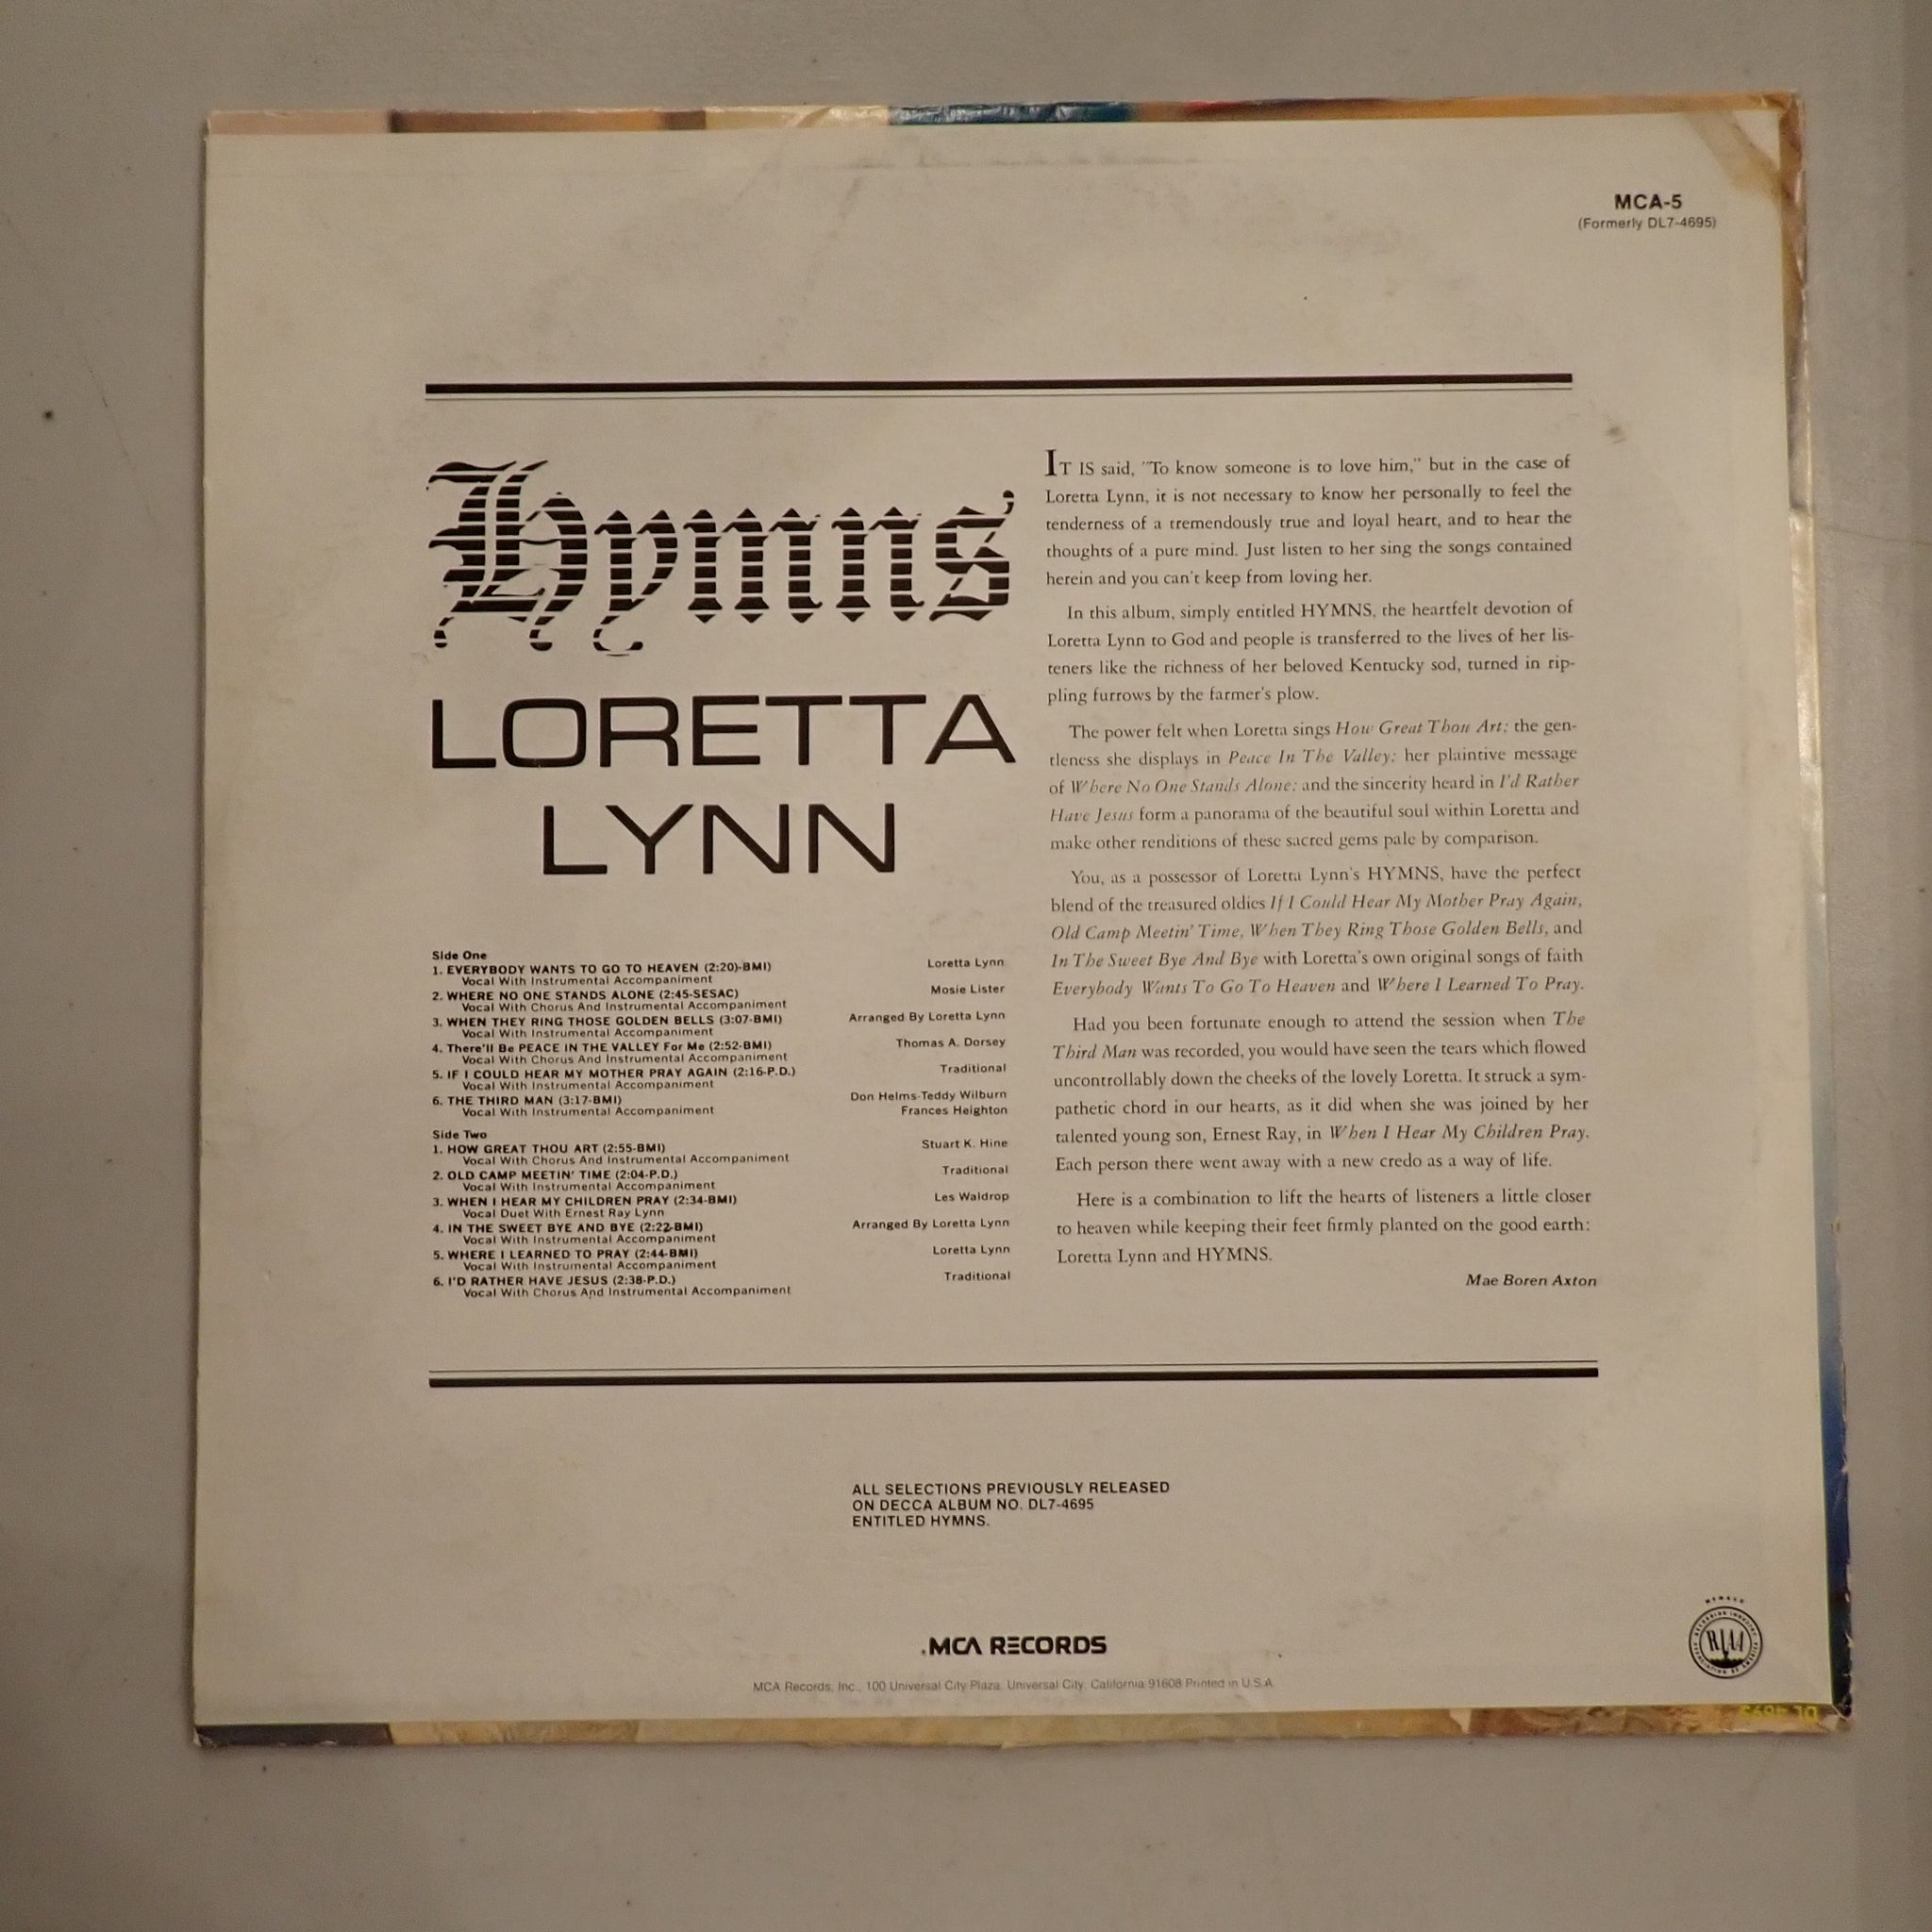 MCA-5
(Formerly DL7-4695)
Hymns
LORETTA
LYNN
Side One
1. EVERYBODY WANTS TO GO TO HEAVEN (2:20)-BMI) Loretta Lynn
Vocal With Instrumental Accompaniment
2. WHERE NO ONE STANDS ALONE (2:45-SESAC) Mosie Lister
Vocal With Chorus And Instrumental Accompaniment
3. WHEN THEY RING THOSE GOLDEN BELLS (3:07-BMI) Arranged By Loretta Lynn
Vocal With Instrumental Accompaniment
4. There'll Be PEACE IN THE VALLEY For Me (2:52-BMI) Thomas A. Dorsey
Vocal With Chorus And Instrumental Accompaniment
5. IF I COULD HEAR MY MOTHER PRAY AGAIN (2:16-P.D.) Traditional
Vocal With Instrumental Accompaniment
6. THE THIRD MAN (3:17-BMI) Don Helms-Teddy Wilburn
Vocal With Instrumental Accompaniment Frances Heighton
Side Two
1. HOW GREAT THOU ART (2:55-BMI) Stuart K. Hine
Vocal With Chorus And Instrumental Accompaniment
2. OLD CAMP MEETIN' TIME (2:04-P.D.) Traditional
Vocal With Instrumental Accompaniment
3. WHEN I HEAR MY CHILDREN PRAY (2:34-BMI) Les Waldrop
Vocal Duet With Ernest Ray Lynn
4. IN THE SWEET BYE AND BYE (2:22-BMI) Arranged By Loretta Lynn
Vocal With Instrumental Accompaniment
5. WHERE I LEARNED TO PRAY (2:44-BMI) Loretta Lynn
Vocal With Instrumental Accompaniment
6. I'D RATHER HAVE JESUS (2:38-P.D.) Traditional
Vocal With Chorus And Instrumental Accompaniment
IT IS said, "To know someone is to love him," but in the case of
Loretta Lynn, it is not necessary to know her personally to feel the
tenderness of a tremendously true and loyal heart, and to hear the
thoughts of a pure mind. Just listen to her sing the songs contained
herein and you can't keep from loving her.
In this album, simply entitled HYMNS, the heartfelt devotion of
Loretta Lynn to God and people is transferred to the lives of her lis-
teners like the richness of her beloved Kentucky sod, turned in rip-
pling furrows by the farmer's plow.
The power felt when Loretta sings How Great Thou Art; the gen-
tleness she displays in Peace In The Valley; her plaintive message
of Where No One Stands Alone; and the sincerity heard in I'd Rather
Have Jesus form a panorama of the beautiful soul within Loretta and
make other renditions of these sacred gems pale by comparison.
You, as a possessor of Loretta Lynn's HYMNS, have the perfect
blend of the treasured oldies If I Could Hear My Mother Pray Again,
Old Camp Meetin' Time, When They Ring Those Golden Bells, and
In The Sweet Bye And Bye with Loretta's own original songs of faith
Everybody Wants To Go To Heaven and Where I Learned To Pray.
Had you been fortunate enough to attend the session when The
Third Man was recorded, you would have seen the tears which flowed
uncontrollably down the cheeks of the lovely Loretta. It struck a sym-
pathetic chord in our hearts, as it did when she was joined by her
talented young son, Ernest Ray, in When I Hear My Children Pray.
Each person there went away with a new credo as a way of life.
Here is a combination to lift the hearts of listeners a little closer
to heaven while keeping their feet firmly planted on the good earth:
Loretta Lynn and HYMNS.
Mae Boren Axton
ALL SELECTIONS PREVIOUSLY RELEASED
ON DECCA ALBUM NO. DL7-4695
ENTITLED HYMNS.
MCA RECORDS
MCA Records, Inc., 100 Universal City Plaza, Universal City, California 91608 Printed in U.S.A.
MEMBER
RECORDING INDUSTRY ASSOCIATION OF AMERICA
RIAA
DL 4695